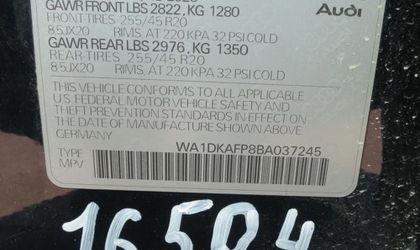 GAWR FRONT LBS 2822, KG 1280
FRONT-TIRES 255/45 R20
8.5JX20 RIMS, AT 220 KPA 32 PSI COLD
Audi
GAWR REAR LBS 2976, KG 1350
REAR-TIRES 255/45 R20
8.5JX20 RIMS, AT 220 KPA 32 PSI COLD
THIS VEHICLE CONFORMS TO ALL APPLICABLE
U.S. FEDERAL MOTOR VEHICLE SAFETY, BUMPER AND
THEFT PREVENTION STANDARDS IN EFFECT ON THE
DATE OF MANUFACTURE SHOWN ABOVE
GERMANY
TYPE WA1DKAFP8BA037245
MPV
16504